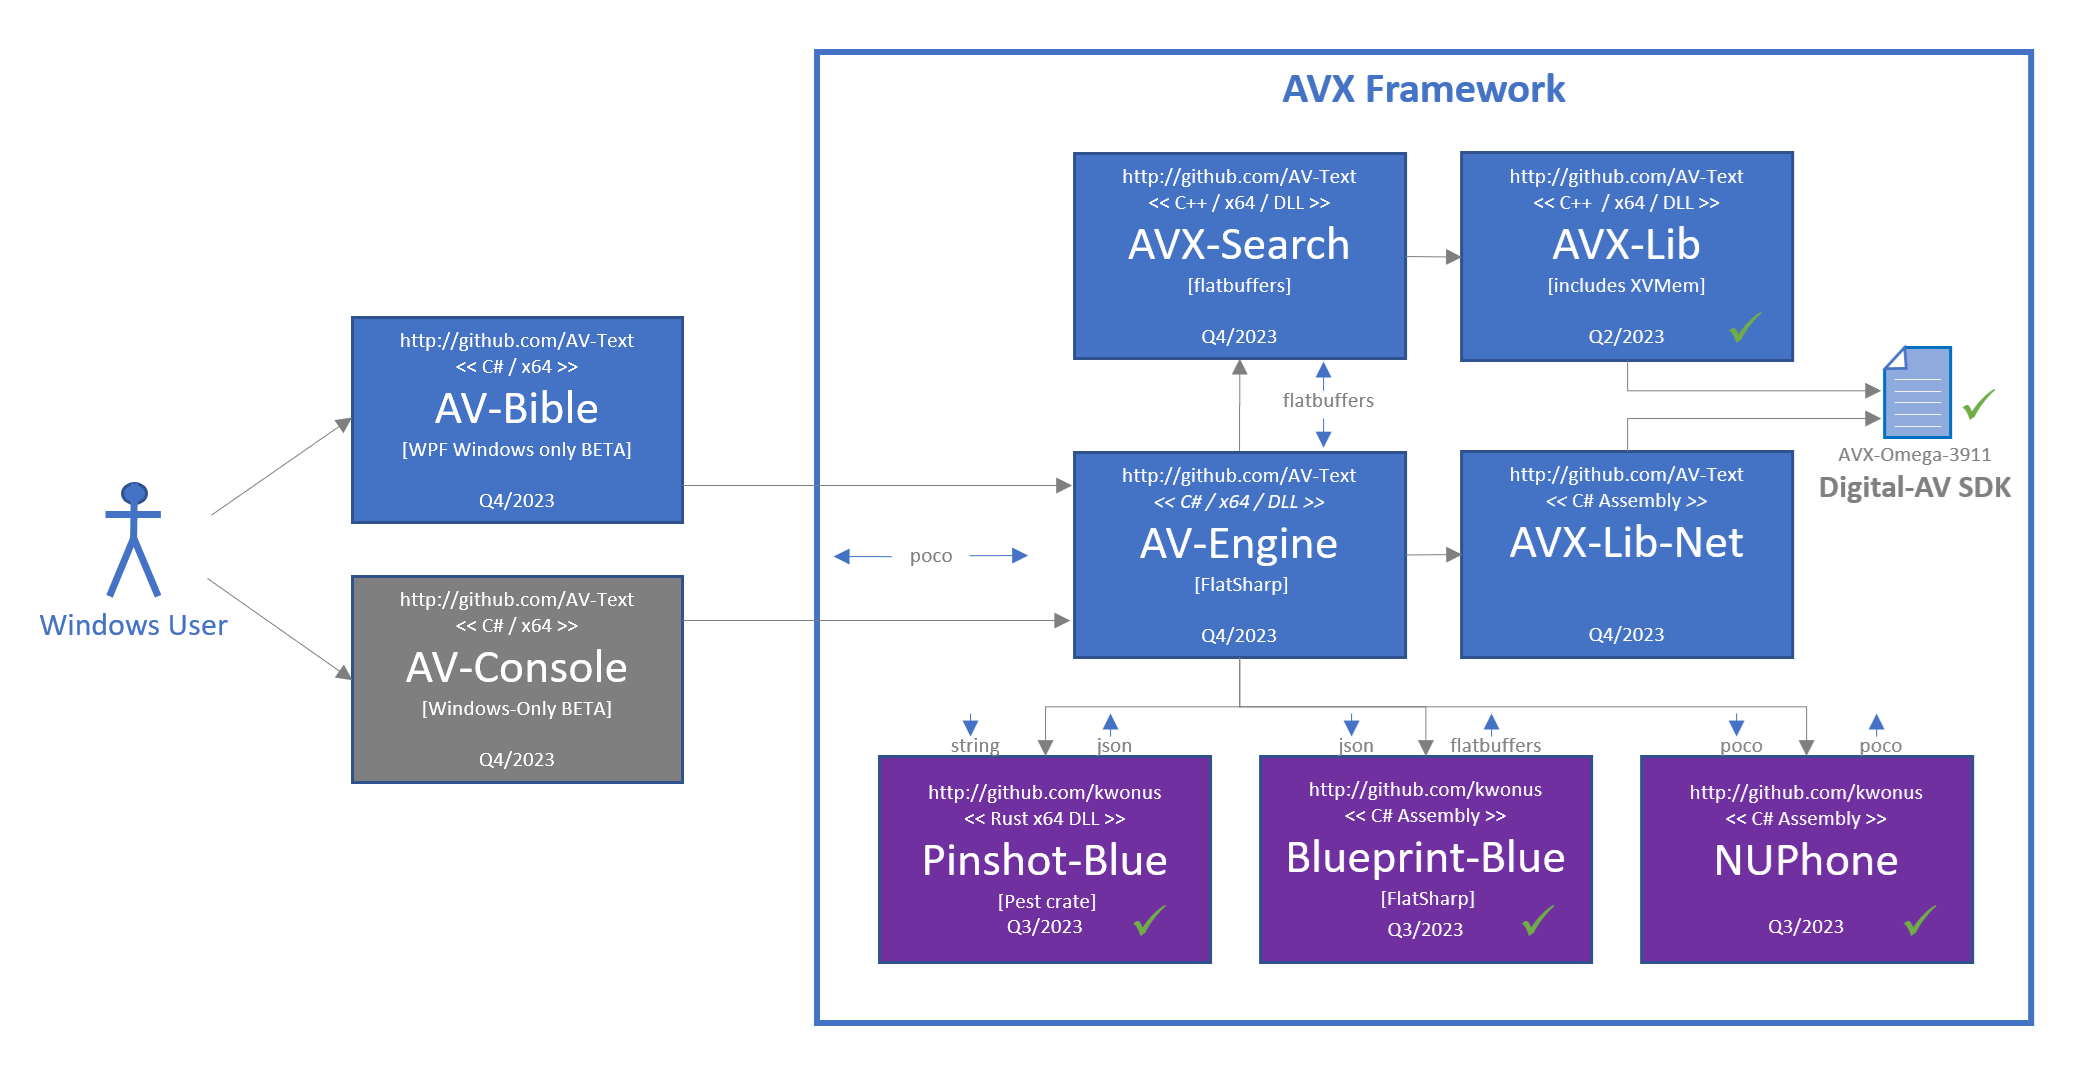 AVX Framework
http://github.com/AV-Text
<< C++ / x64 / DLL >>
AVX-Search
[flatbuffers]
Q4/2023
http://github.com/AV-Text
<< C++  / x64 / DLL >>
AVX-Lib
[includes XVMem]
Q2/2023
http://github.com/AV-Text
<< C# / x64 >>
AV-Bible
[WPF Windows only BETA]
Q4/2023
flatbuffers
AVX-Omega-3911
Digital-AV SDK
http://github.com/AV-Text
<< C# / x64 / DLL >>
AV-Engine
[FlatSharp]
Q4/2023
http://github.com/AV-Text
<< C# Assembly >>
AVX-Lib-Net
Q4/2023
poco
Windows User
http://github.com/AV-Text
<< C# / x64 >>
AV-Console
[Windows-Only BETA]
Q4/2023
string
json
json
flatbuffers
poco
poco
http://github.com/kwonus
<< Rust x64 DLL >>
Pinshot-Blue
[Pest crate]
Q3/2023
http://github.com/kwonus
<< C# Assembly >>
Blueprint-Blue
[FlatSharp]
Q3/2023
http://github.com/kwonus
<< C# Assembly >>
NUPhone
Q3/2023